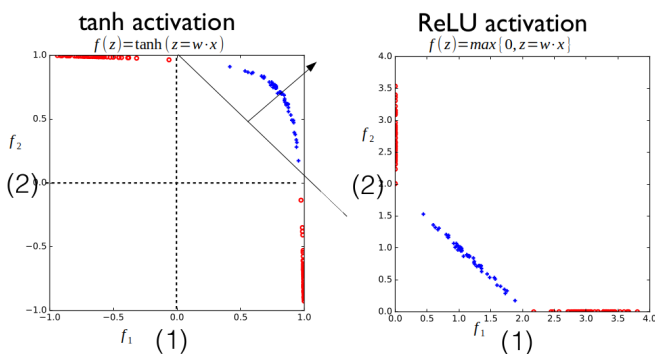 tanh activation
f(z)=tanh(z=w·x)
1.0
0.5
0.0
−0.5
−1.0
f2
(2)
−1.0 −0.5 0.0 0.5 1.0
f1 (1)
ReLU activation
f(z)=max{0,z=w·x}
4.0
3.5
3.0
2.5
2.0
1.5
1.0
0.5
0.0
f2
(2)
0.0 0.5 1.0 1.5 2.0 2.5 3.0 3.5 4.0
f1 (1)